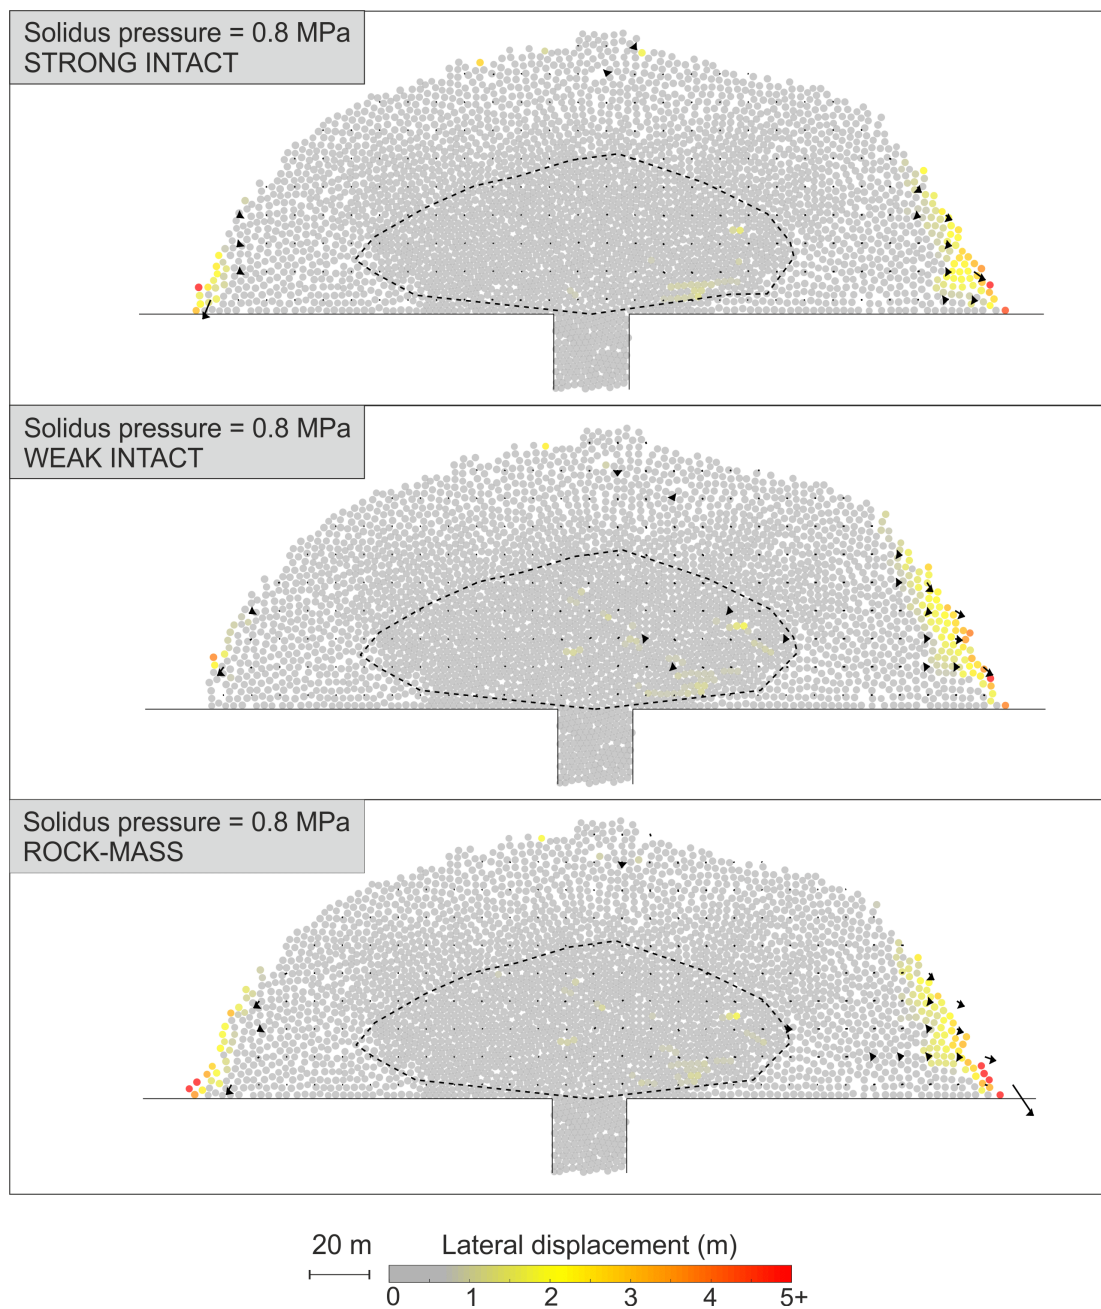 Solidus pressure = 0.8 MPa
STRONG INTACT
Solidus pressure = 0.8 MPa
WEAK INTACT
Solidus pressure = 0.8 MPa
ROCK-MASS
20 m
Lateral displacement (m)
0 1 2 3 4 5+